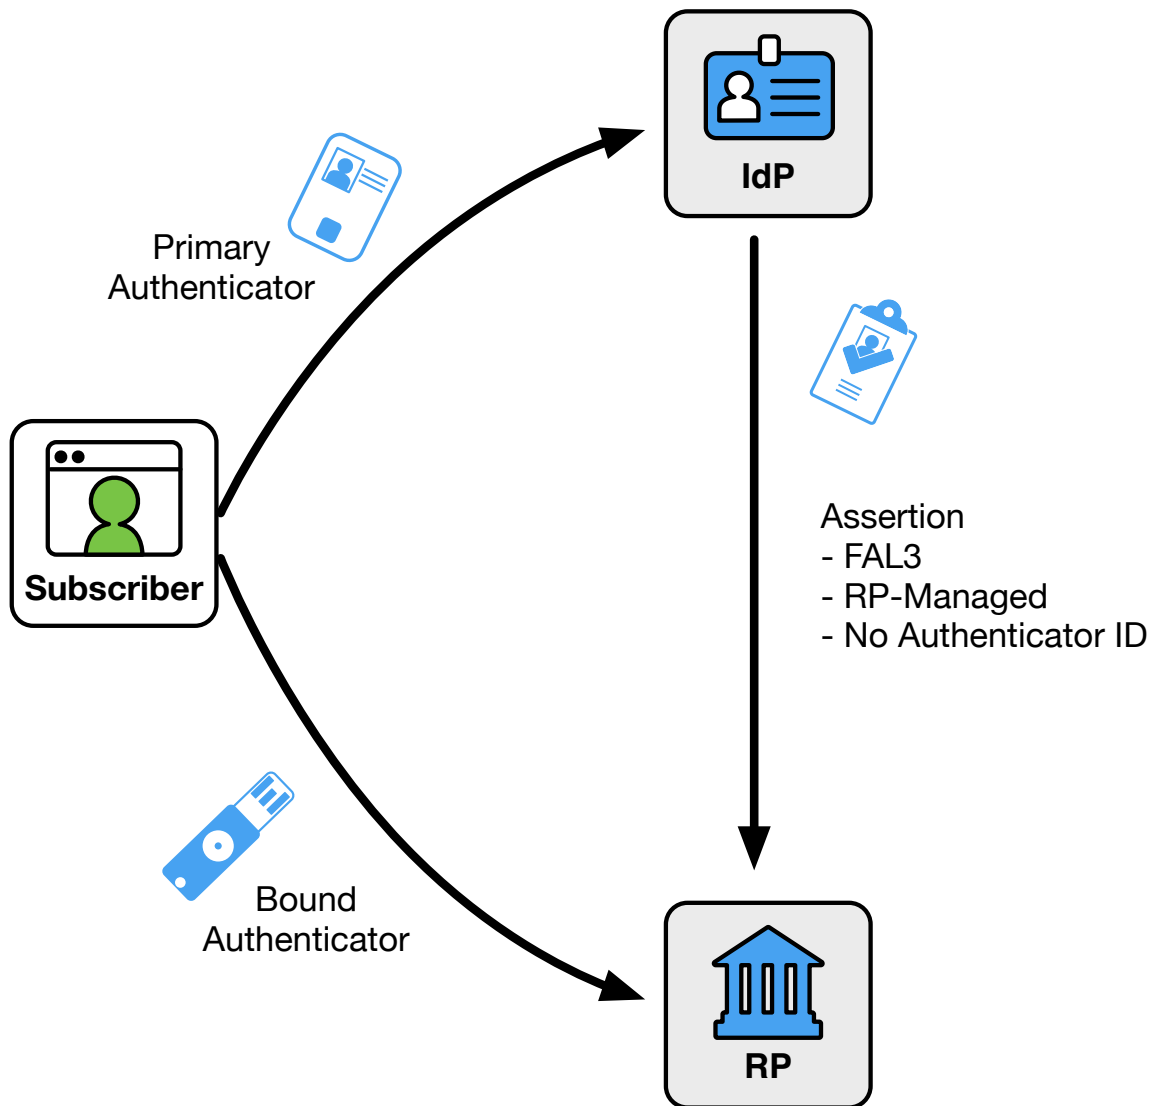 IdP
Primary
Authenticator
Subscriber
Assertion
- FAL3
- RP-Managed
- No Authenticator ID
Bound
Authenticator
RP